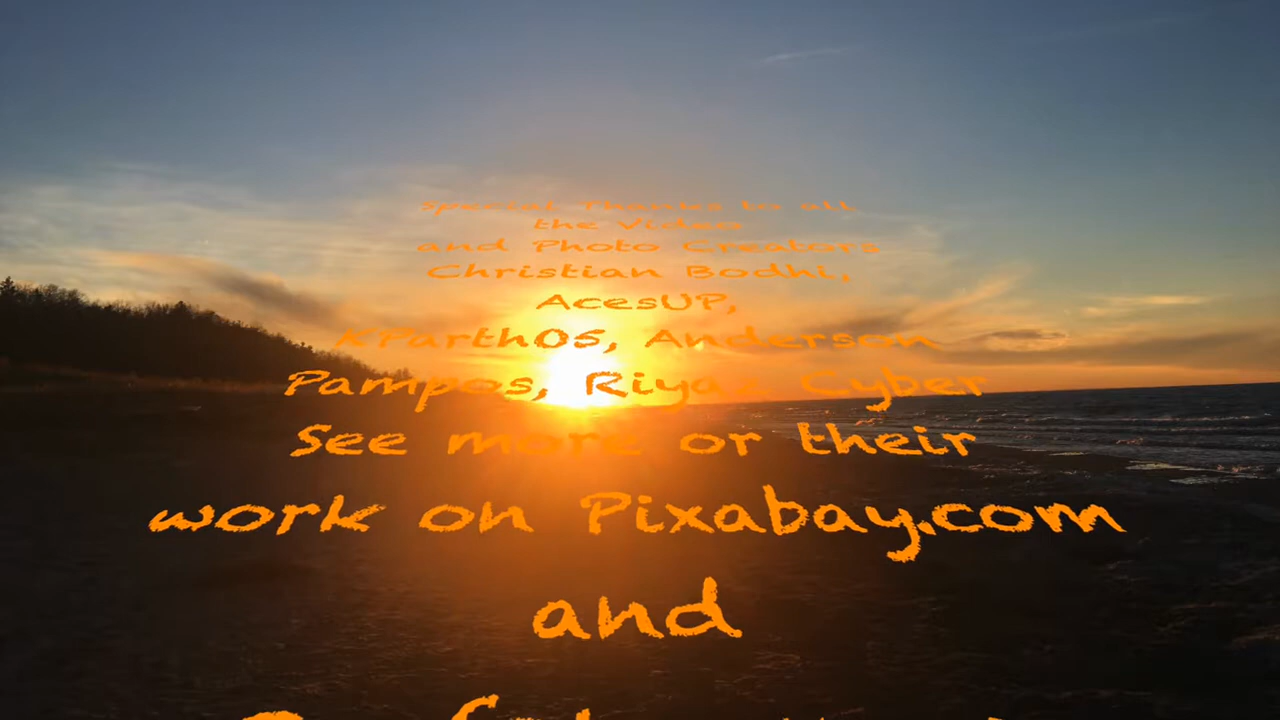 Special Thanks to all
the Video
and Photo Creators
Christian Bodhi,
AcesUP,
KParthOS, Anderson
Pampos, Riyaz Cyber
See more or their
work on Pixabay.com
and